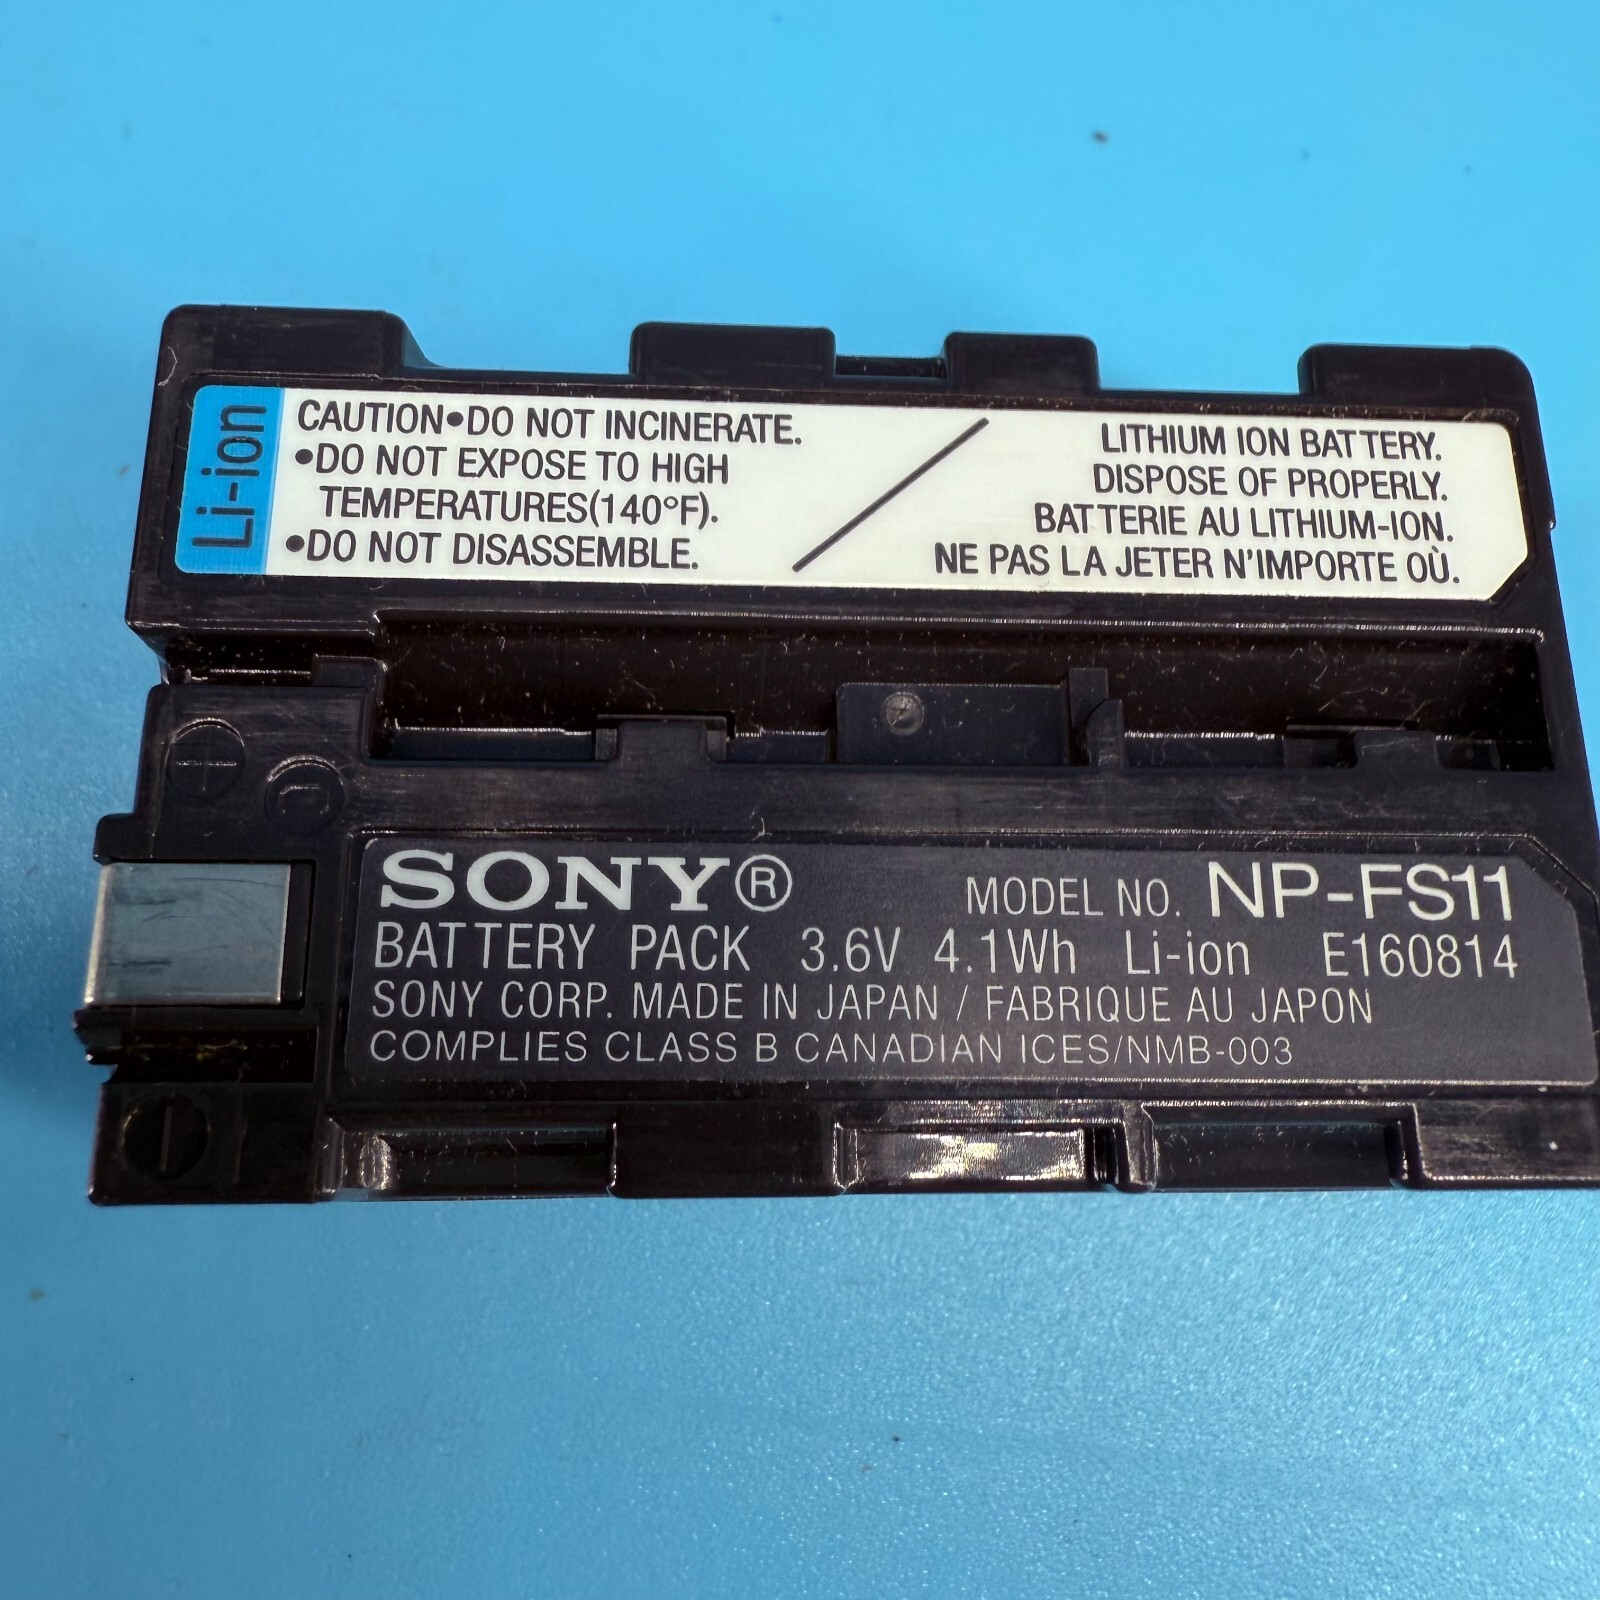 Li-ion
CAUTION•DO NOT INCINERATE.
•DO NOT EXPOSE TO HIGH
TEMPERATURES(140°F).
•DO NOT DISASSEMBLE.
LITHIUM ION BATTERY.
DISPOSE OF PROPERLY.
BATTERIE AU LITHIUM-ION.
NE PAS LA JETER N'IMPORTE OÙ.
+
C
SONY® MODEL NO. NP-FS11
BATTERY PACK 3.6V 4.1Wh Li-ion E160814
SONY CORP. MADE IN JAPAN / FABRIQUE AU JAPON
COMPLIES CLASS B CANADIAN ICES/NMB-003
−